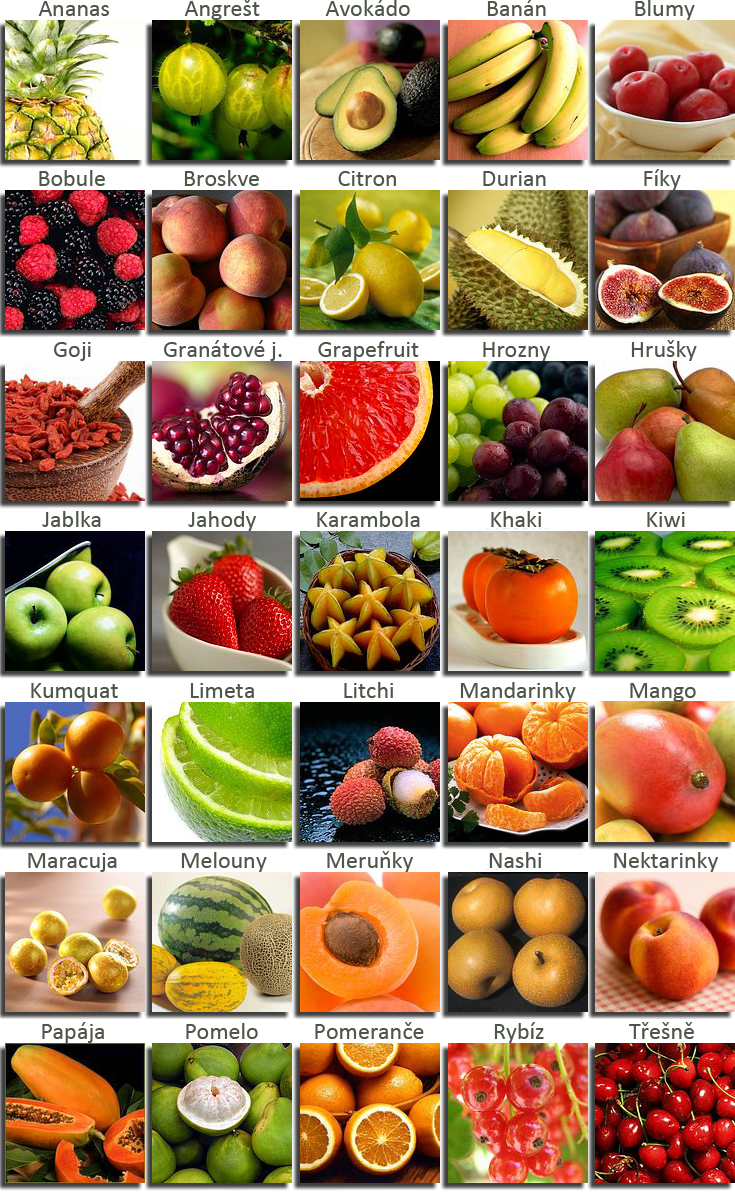 Ananas Angrešt Avokádo Banán Blumy
Bobule Broskve Citron Durian Fíky
Goji Granátové j. Grapefruit Hrozny Hrušky
Jablka Jahody Karambola Khaki Kiwi
Kumquat Limeta Litchi Mandarinky Mango
Maracuja Melouny Meruňky Nashi Nektarinky
Papája Pomelo Pomeranče Rybíz Třešně